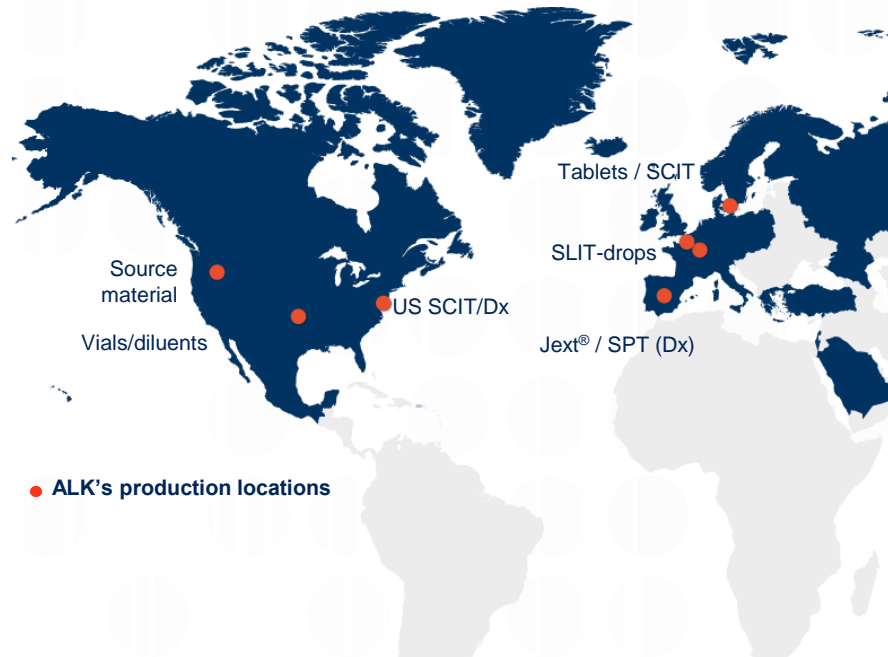 Tablets / SCIT
SLIT-drops
Source
material
US SCIT/Dx
Vials/diluents
Jext® / SPT (Dx)
ALK’s production locations